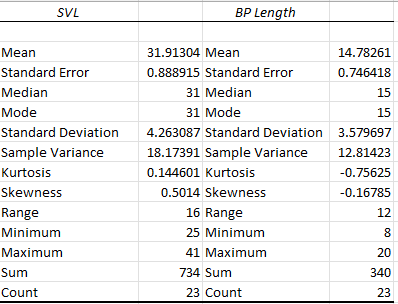 SVL BP Length
Mean 31.91304 Mean 14.78261
Standard Error 0.888915 Standard Error 0.746418
Median 31 Median 15
Mode 31 Mode 15
Standard Deviation 4.263087 Standard Deviation 3.579697
Sample Variance 18.17391 Sample Variance 12.81423
Kurtosis 0.144601 Kurtosis -0.75625
Skewness 0.5014 Skewness -0.16785
Range 16 Range 12
Minimum 25 Minimum 8
Maximum 41 Maximum 20
Sum 734 Sum 340
Count 23 Count 23